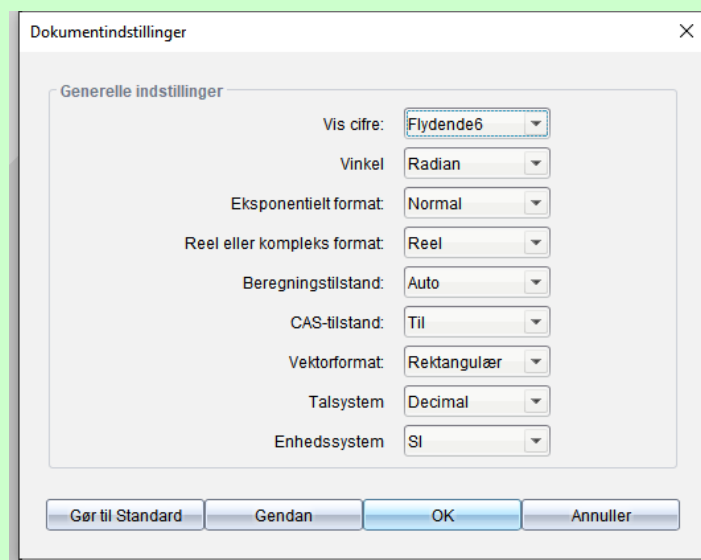 Dokumentindstillinger
Generelle indstillinger
Vis cifre: Flydende6
Vinkel Radian
Eksponentielt format: Normal
Reel eller kompleks format: Reel
Beregningstilstand: Auto
CAS-tilstand: Til
Vektorformat: Rektangulær
Talsystem Decimal
Enhedssystem SI
Gør til Standard Gendan OK Annuller